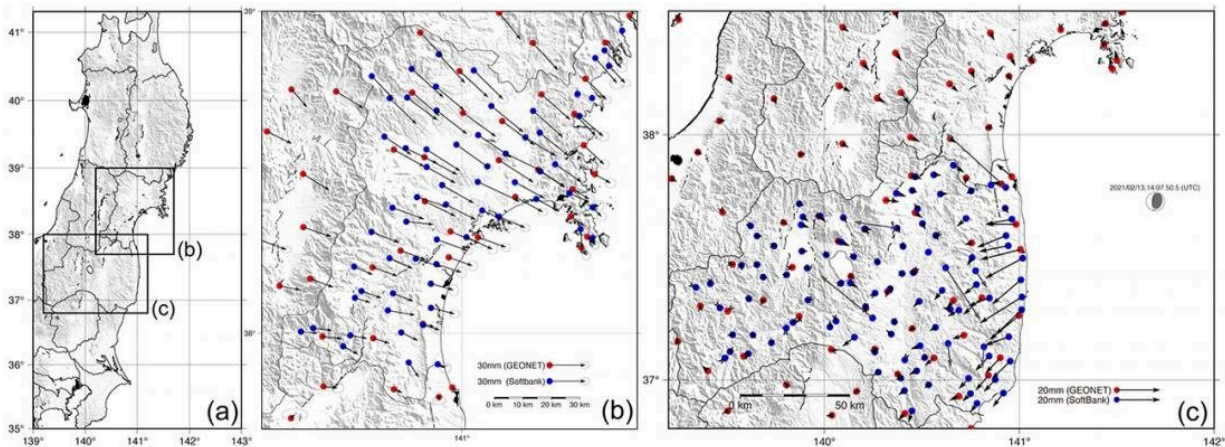 41°
40°
39°
38°
37°
36°
35°
139° 140° 141° 142° 143°
(b)
(c)
(a)
39°
38°
141°
30mm (GEONET)
30mm (Softbank)
0 km 10 km 20 km 30 km
(b)
38°
37°
2021/02/13,14:07:50.5 (UTC)
0 km 50 km
20mm (GEONET)
20mm (SoftBank)
140° 141° 142°
(c)